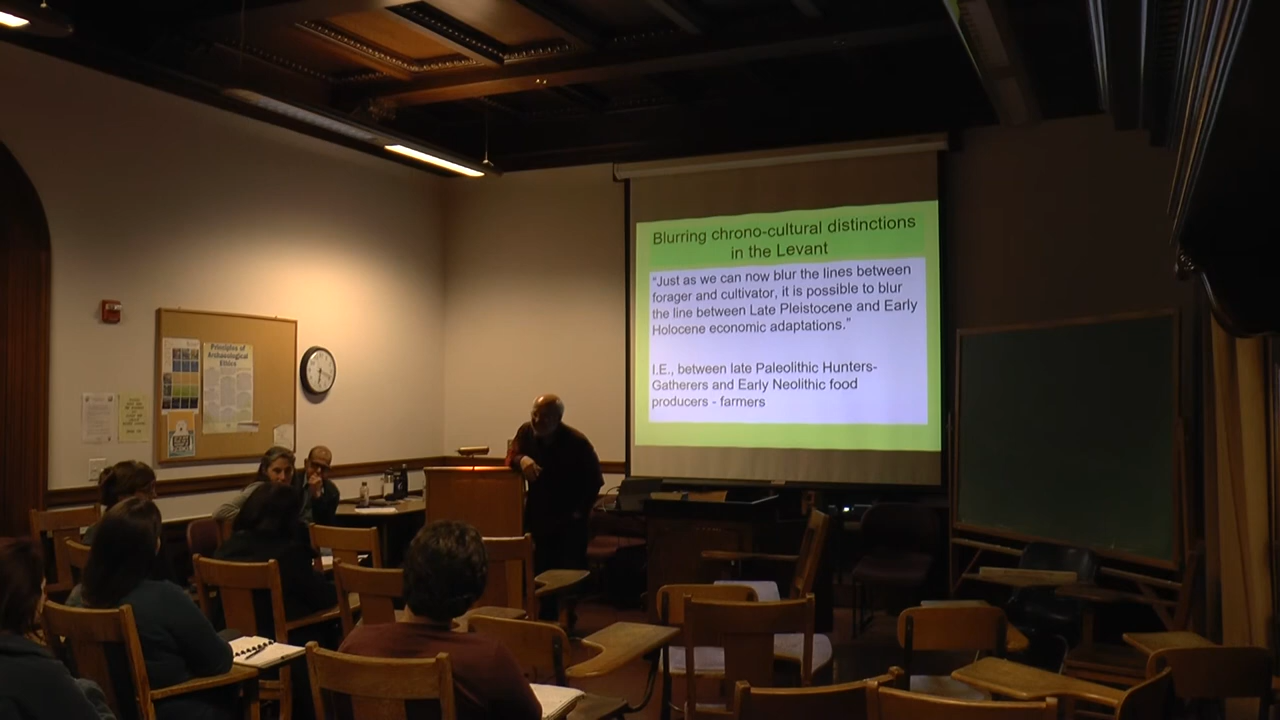 Blurring chrono-cultural distinctions
in the Levant
“Just as we can now blur the lines between
forager and cultivator, it is possible to blur
the line between Late Pleistocene and Early
Holocene economic adaptations.”
I.E., between late Paleolithic Hunters-
Gatherers and Early Neolithic food
producers - farmers
Principles of
Archaeological
Ethics